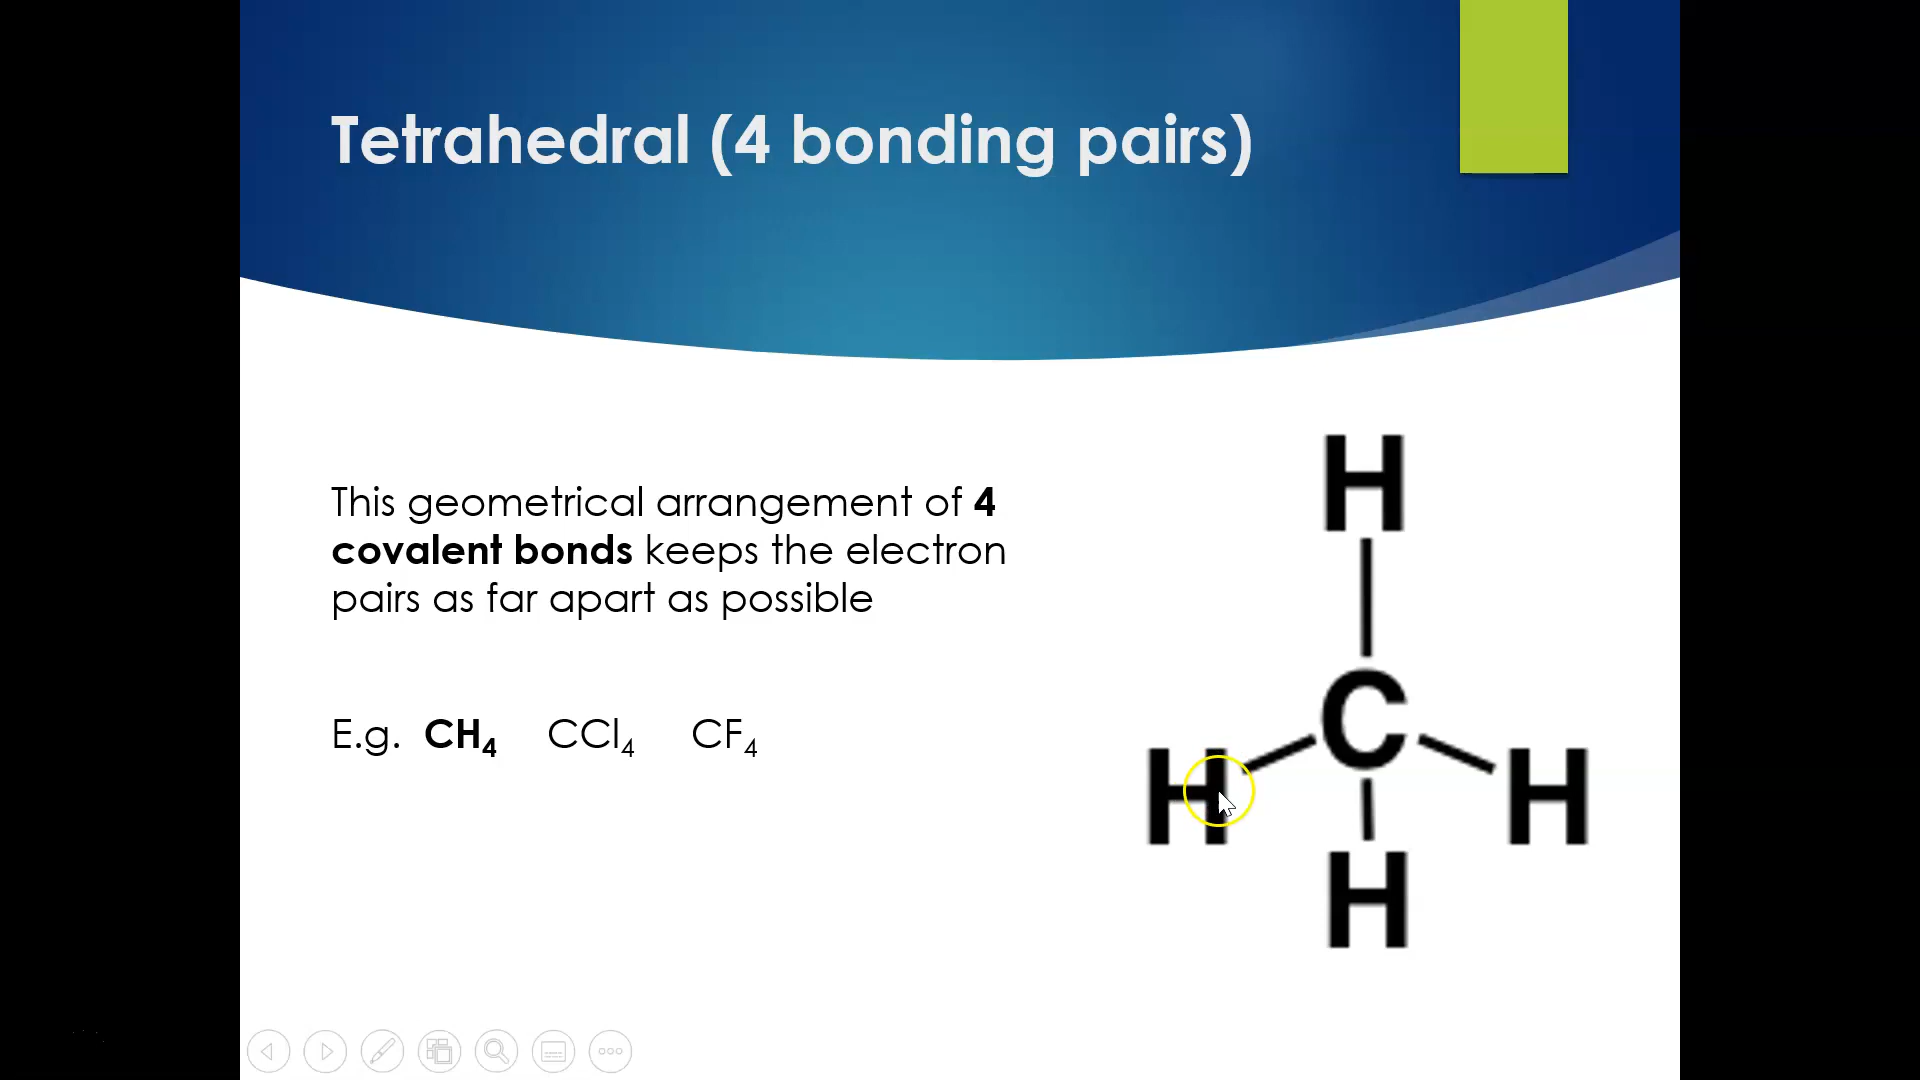 Tetrahedral (4 bonding pairs)
This geometrical arrangement of 4
covalent bonds keeps the electron
pairs as far apart as possible
E.g. CH₄ CCl₄ CF₄
H
C
H H
H